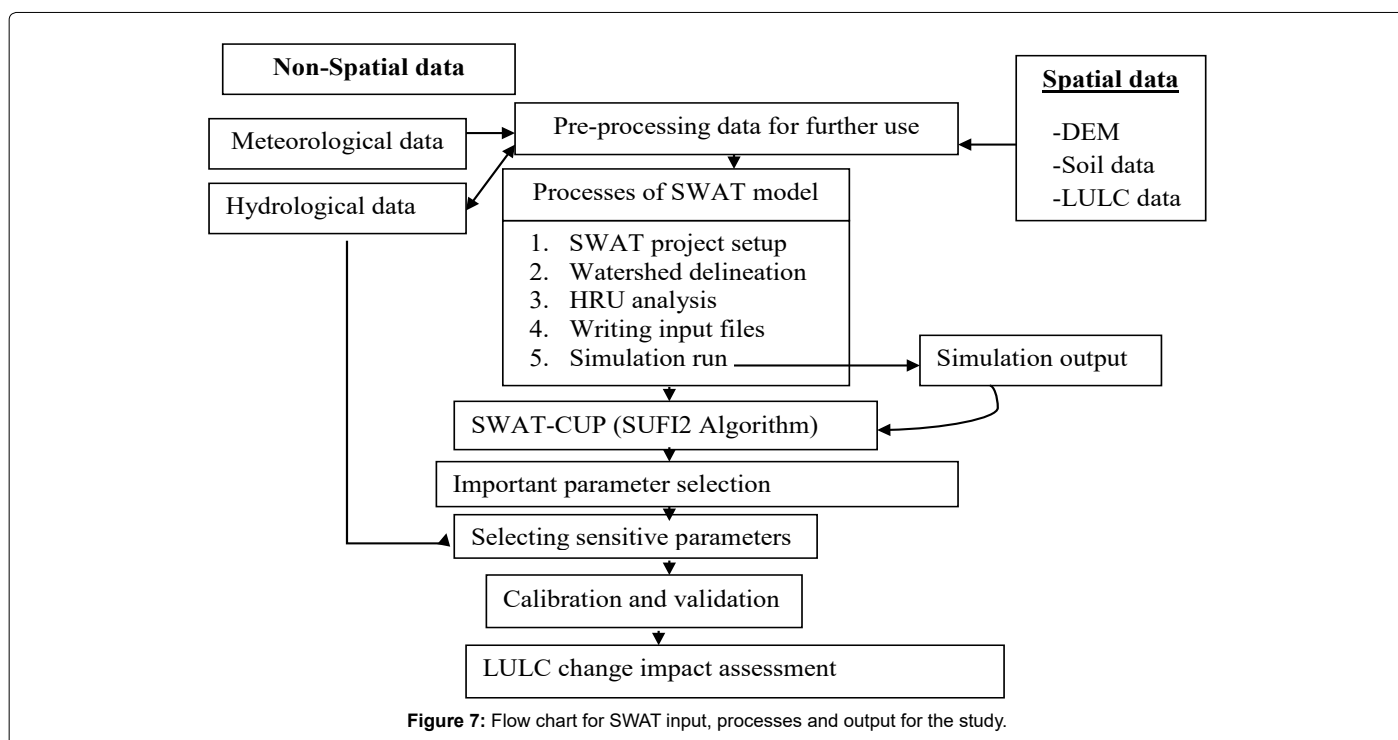 Non-Spatial data
Spatial data
-DEM
-Soil data
-LULC data
Meteorological data
Hydrological data
Pre-processing data for further use
Processes of SWAT model
1. SWAT project setup
2. Watershed delineation
3. HRU analysis
4. Writing input files
5. Simulation run
Simulation output
SWAT-CUP (SUFI2 Algorithm)
Important parameter selection
Selecting sensitive parameters
Calibration and validation
LULC change impact assessment
Figure 7: Flow chart for SWAT input, processes and output for the study.